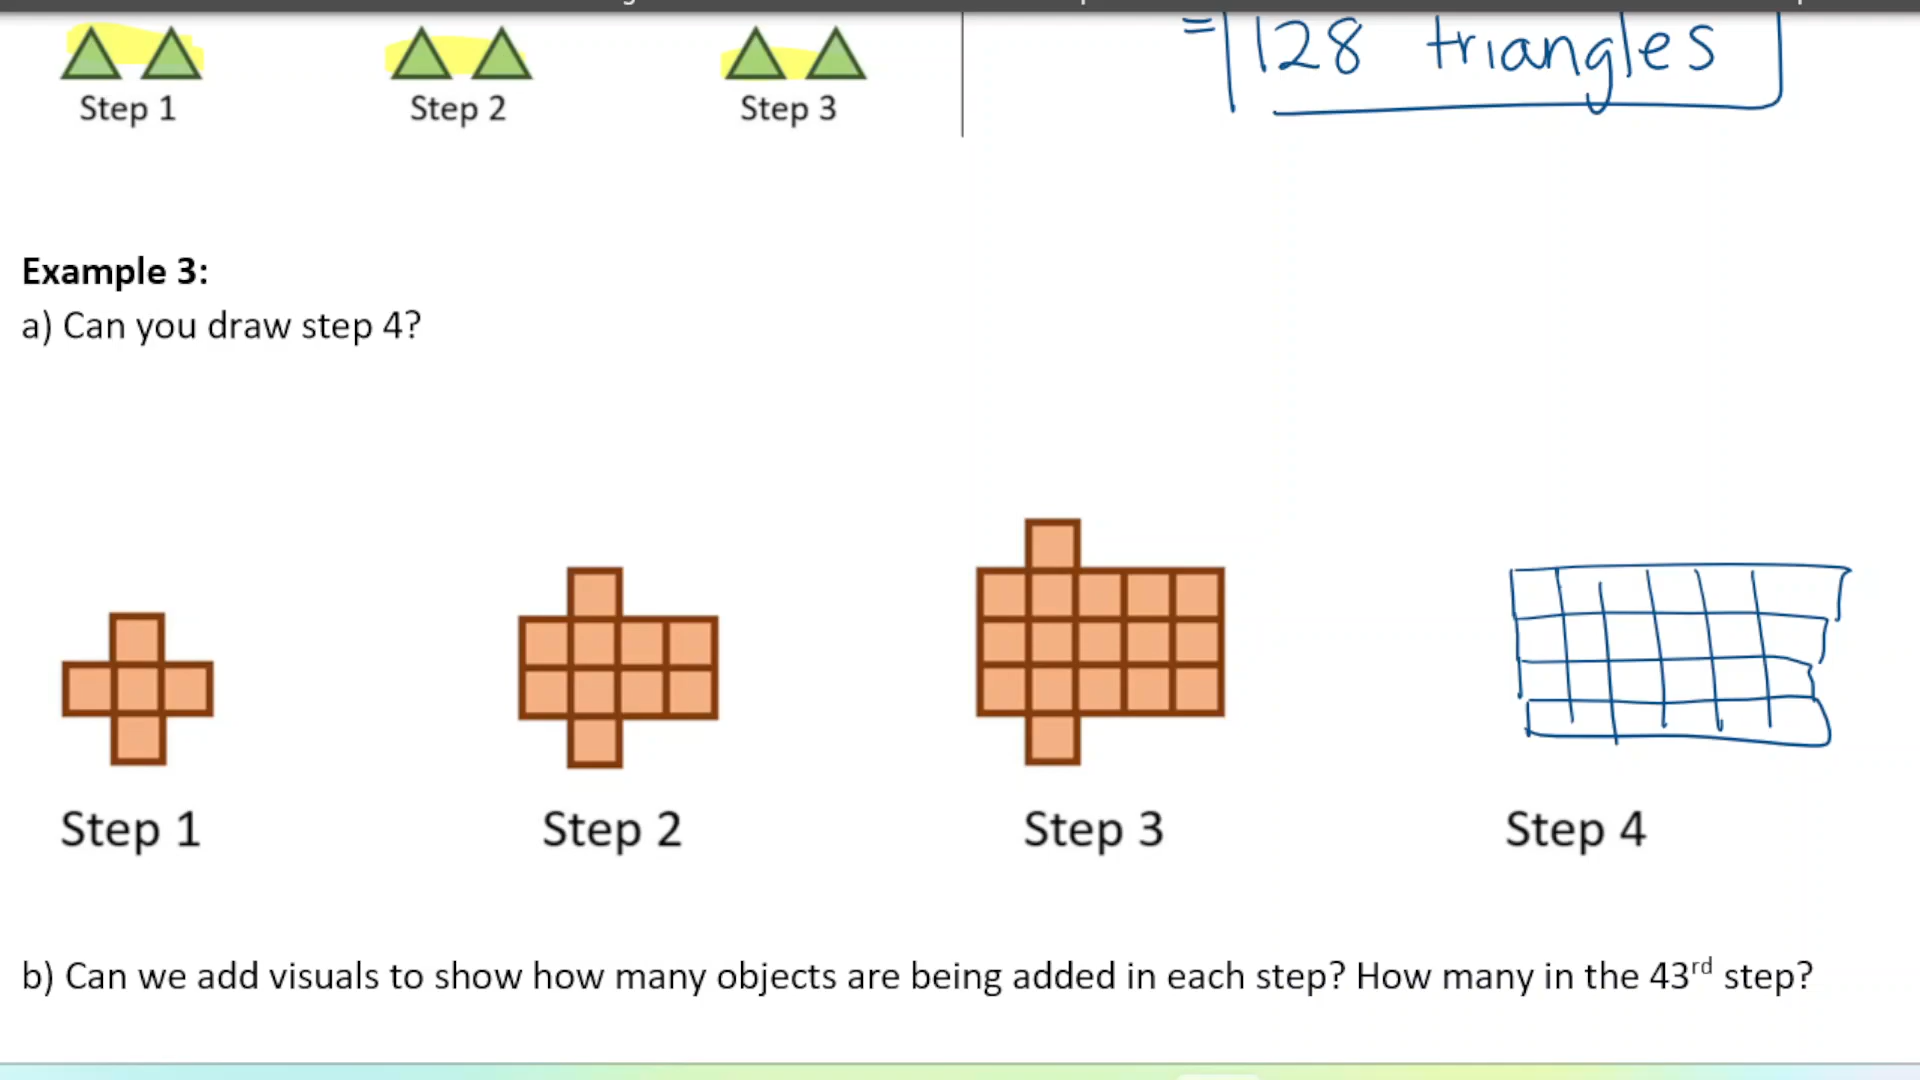 = 128 triangles
Step 1 Step 2 Step 3
Example 3:
a) Can you draw step 4?
Step 1 Step 2 Step 3 Step 4
b) Can we add visuals to show how many objects are being added in each step? How many in the 43rd step?